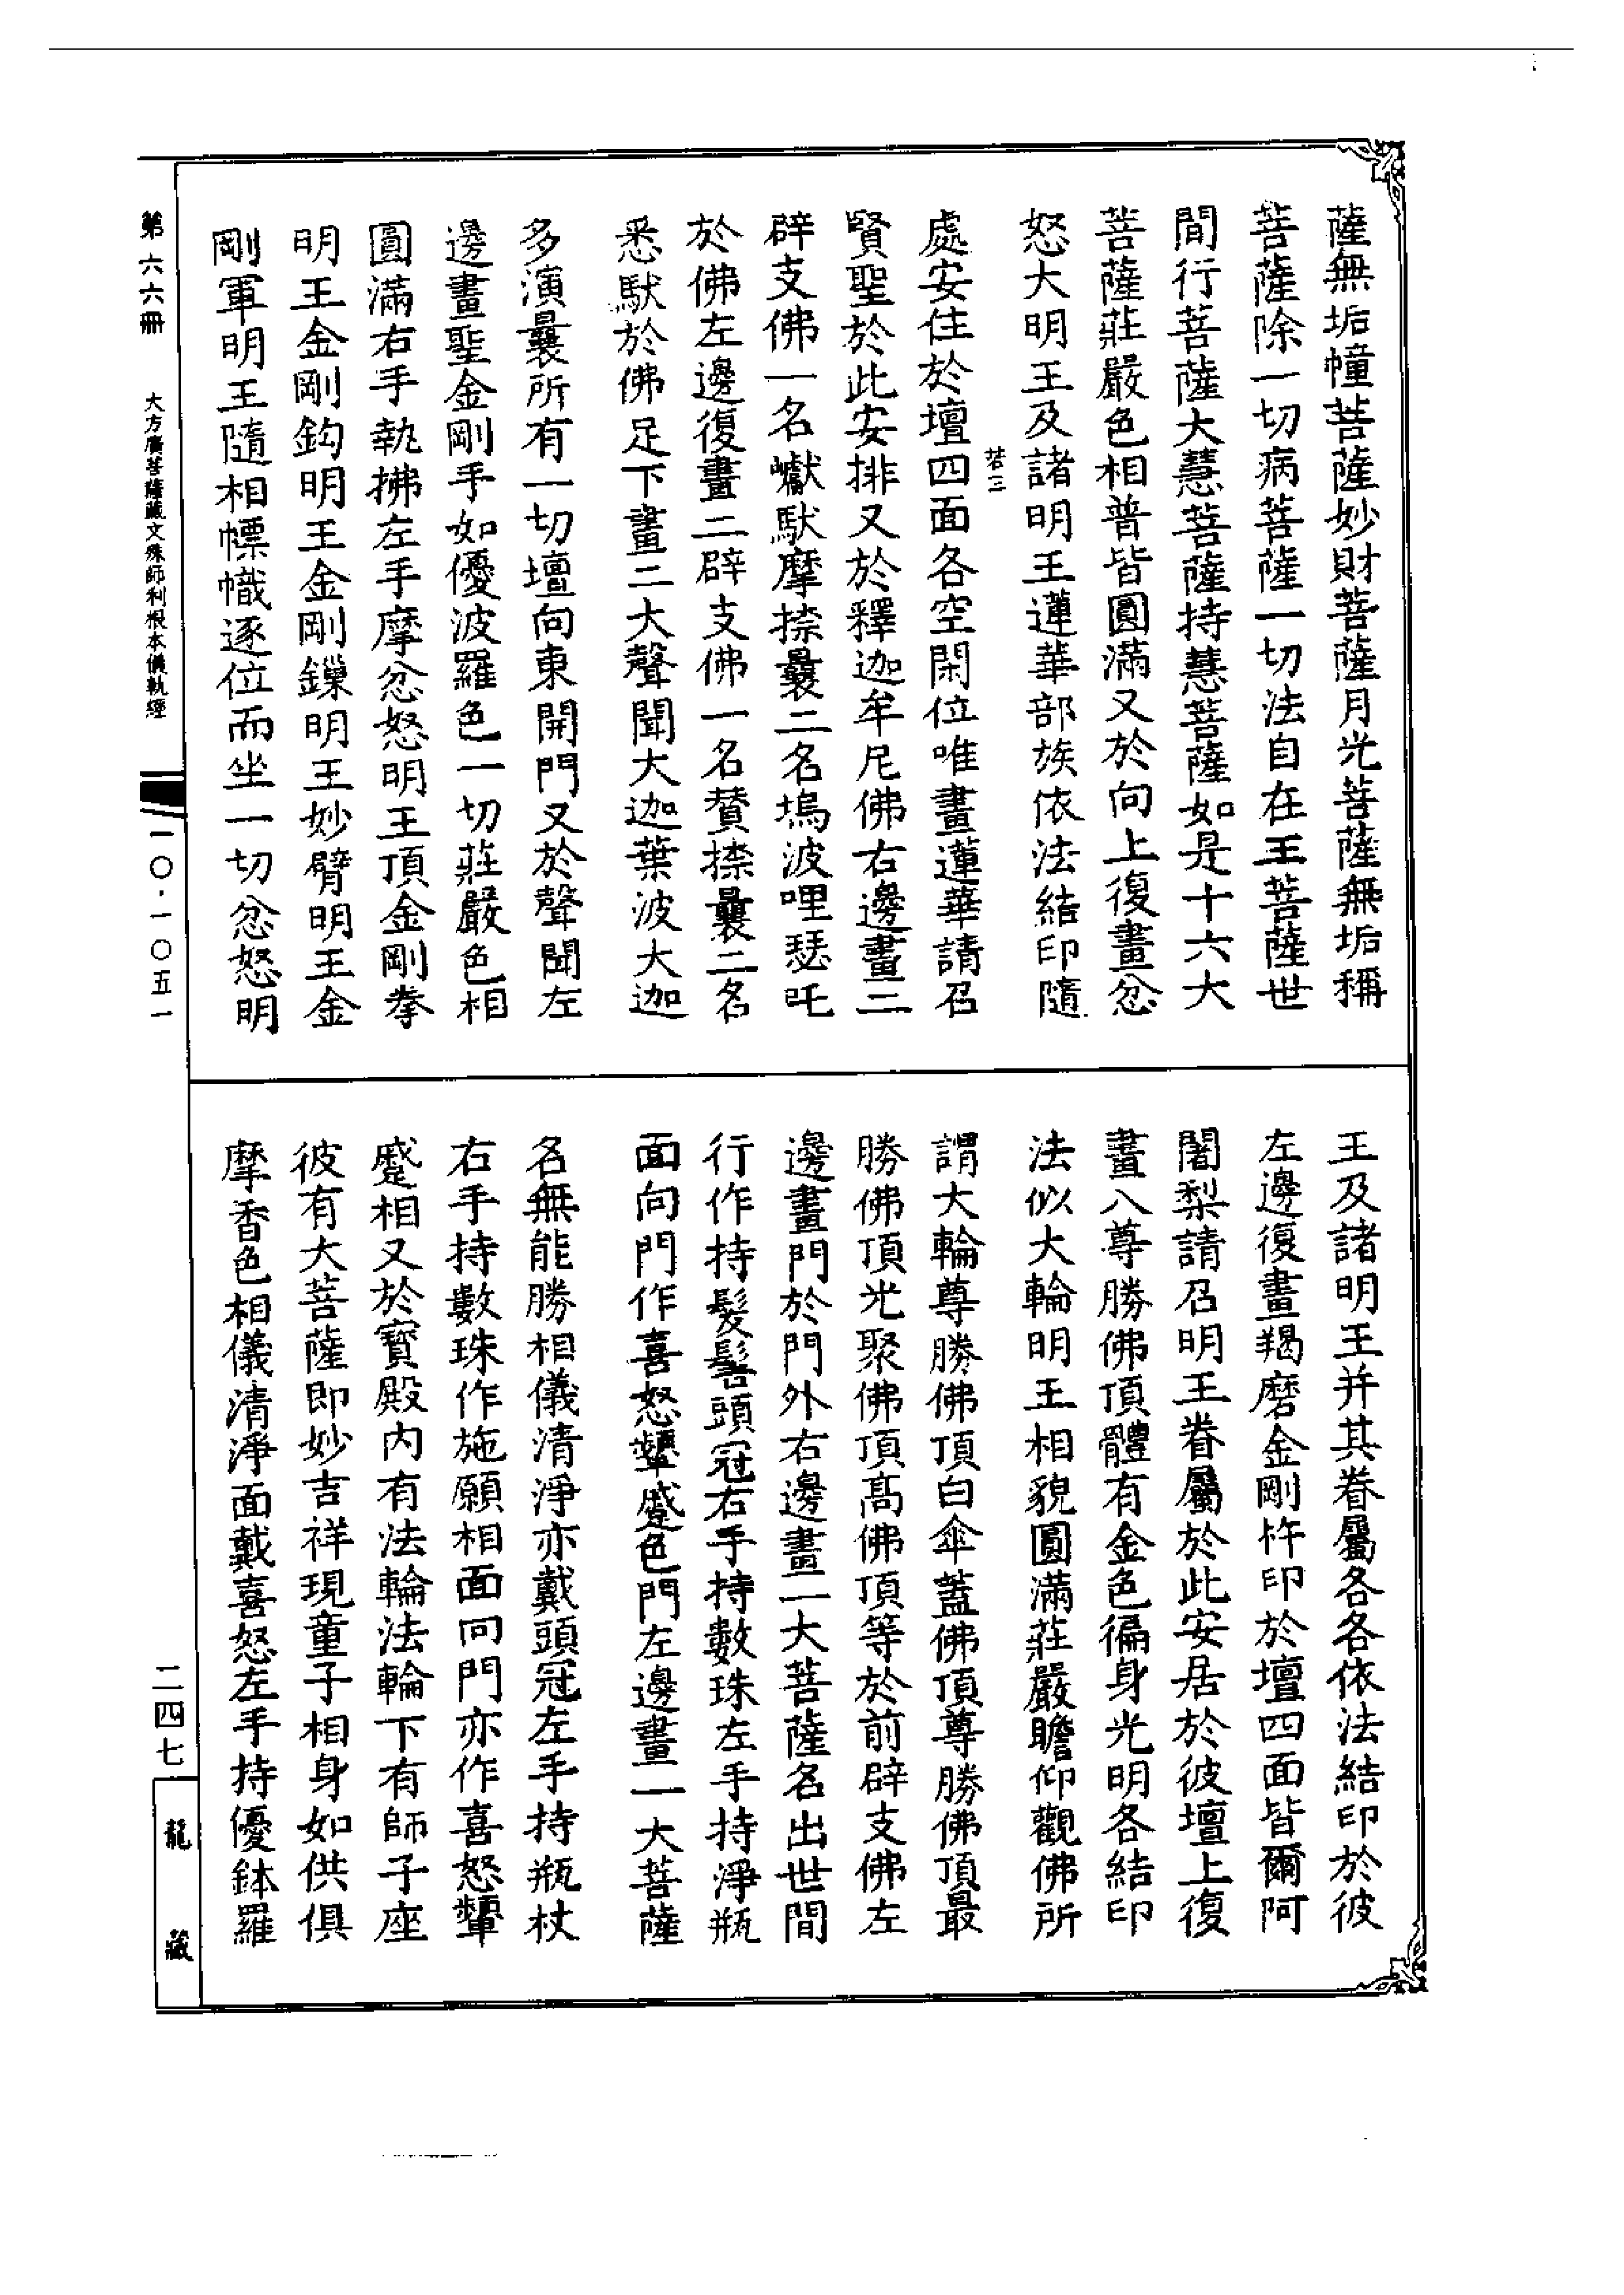 薩無垢幢菩薩妙財菩薩月光菩薩無垢稱
菩薩除一切病菩薩一切法自在王菩薩世
間行菩薩大慧菩薩持慧菩薩如是十六大
菩薩莊嚴色相普皆圓滿又於向上復畫忿
怒大明王及諸明王蓮華部族依法結印隨
若三
處安住於壇四面各空閑位唯畫蓮華請召
賢聖於此安排又於釋迦牟尼佛右邊畫二
辟支佛一名巘馱摩捺曩二名塢波哩瑟吒
於佛左邊復畫二辟支佛一名贊捺曩二名
悉馱於佛足下畫二大聲聞大迦葉波大迦
多演曩所有一切壇向東開門又於聲聞左
邊畫聖金剛手如優波羅色一切莊嚴色相
圓滿右手執拂左手摩忿怒明王頂金剛拳
明王金剛鈎明王金剛鏁明王妙臂明王金
剛軍明王隨相幖幟逐位而坐一切忿怒明
王及諸明王并其眷屬各各依法結印於彼
左邊復畫羯磨金剛杵印於壇四面皆爾阿
闍梨請召明王眷屬於此安居於彼壇上復
畫八尊勝佛頂體有金色徧身光明各結印
法似大輪明王相貌圓滿莊嚴瞻仰觀佛所
謂大輪尊勝佛頂白傘蓋佛頂尊勝佛頂最
勝佛頂光聚佛頂高佛頂等於前辟支佛左
邊畫門於門外右邊畫一大菩薩名出世間
行作持髮髻頭冠右手持數珠左手持淨瓶
面向門作喜怒顰蹙色門左邊畫一大菩薩
名無能勝相儀清淨亦戴頭冠左手持瓶杖
右手持數珠作施願相面向門亦作喜怒顰
蹙相又於寶殿內有法輪法輪下有師子座
彼有大菩薩即妙吉祥現童子相身如供俱
摩香色相儀清淨面戴喜怒左手持優鉢羅
第六六冊
大方廣菩薩藏文殊師利根本儀軌經
一〇·一〇五一
二四七
龍藏